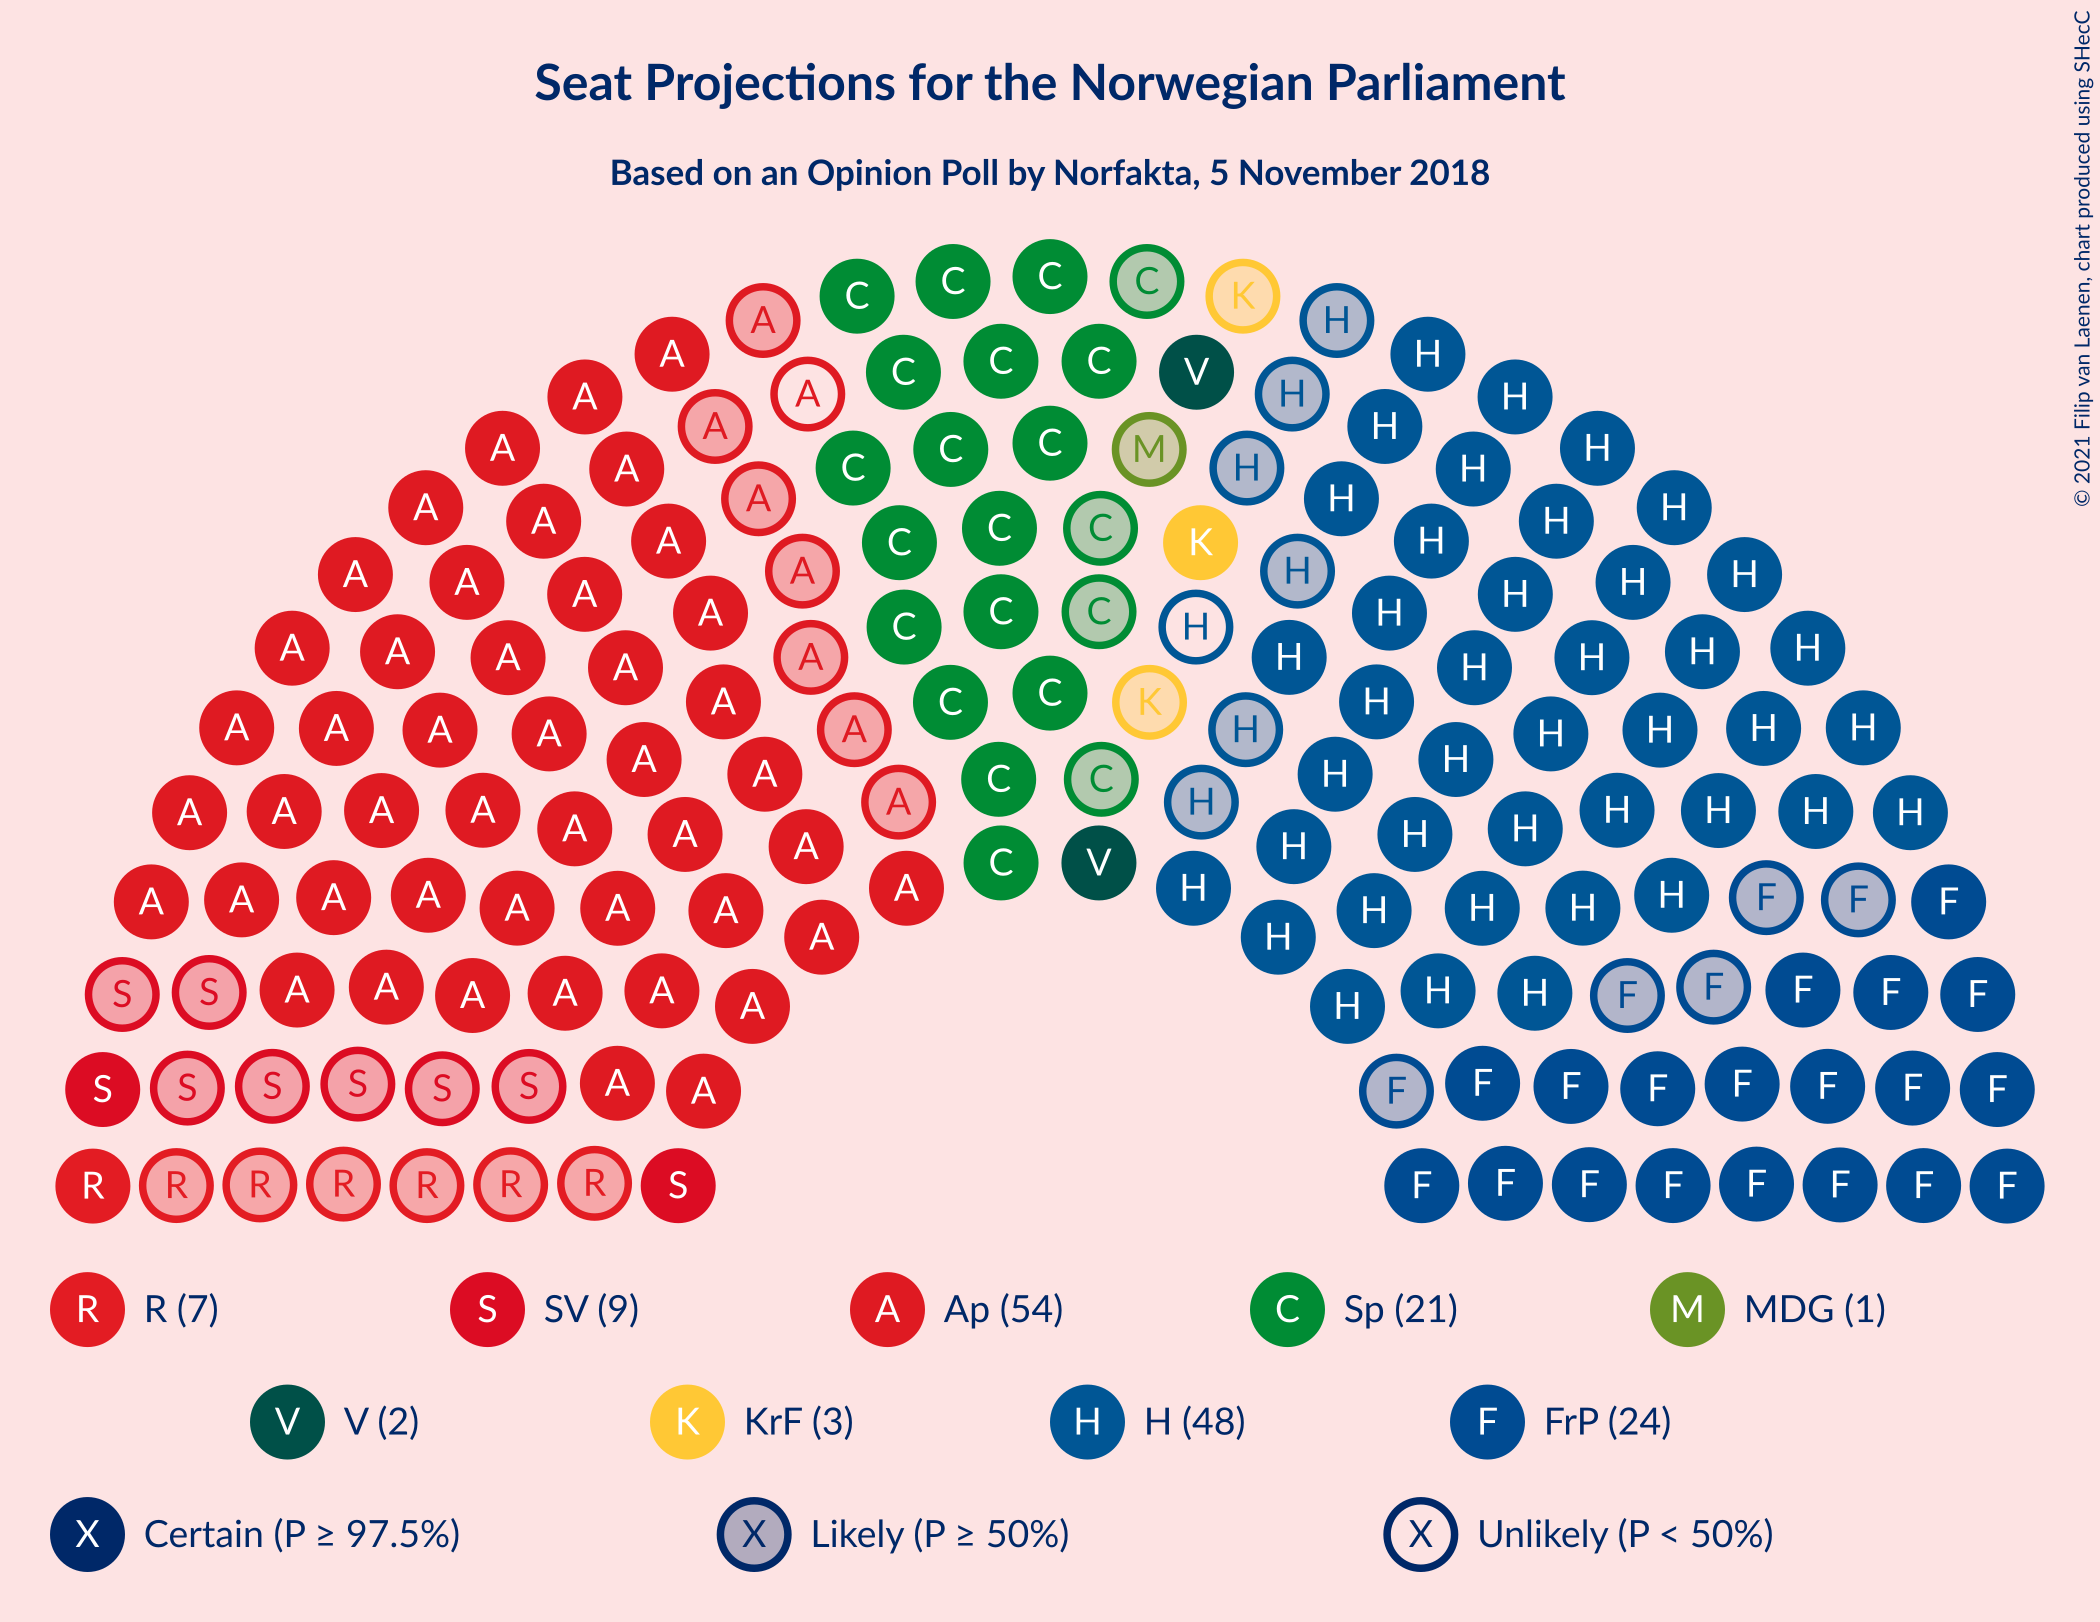 Seat Projections for the Norwegian Parliament
Based on an Opinion Poll by Norfakta, 5 November 2018
© 2021 Filip van Laenen, chart produced using SHecC
C C C C K
A C C C V H
A A C C C M H H
A A A C C C K H H H
A A A A C C C H H H H
A A A A A C C K H H H H
A A A A A A C C H H H H H
A A A A A A A C V H H H H H H
R R R R R R R S F F F F F F F F
R R (7) S SV (9) A Ap (54) C Sp (21) M MDG (1)
V V (2) K KrF (3) H H (48) F FrP (24)
X Certain (P ≥ 97.5%) X Likely (P ≥ 50%) X Unlikely (P < 50%)